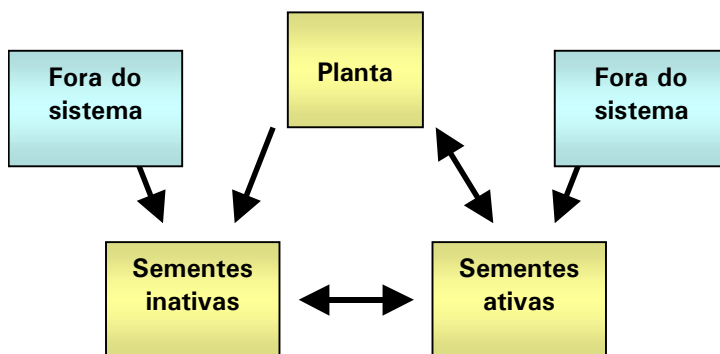 Fora do
sistema
Planta
Fora do
sistema
Sementes
inativas
Sementes
ativas